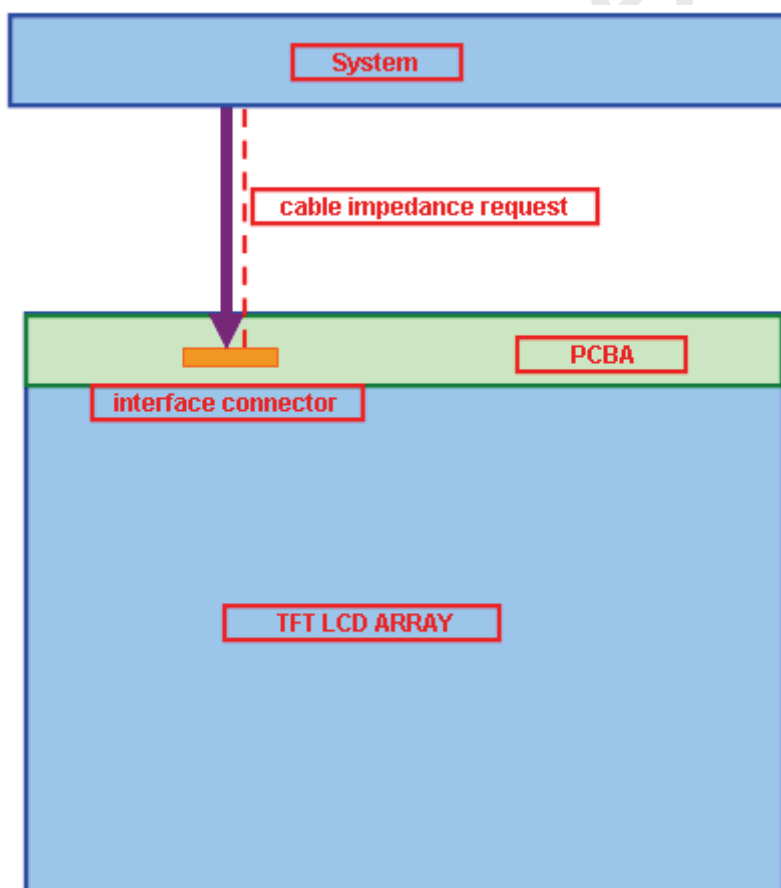 System
cable impedance request
PCBA
interface connector
TFT LCD ARRAY